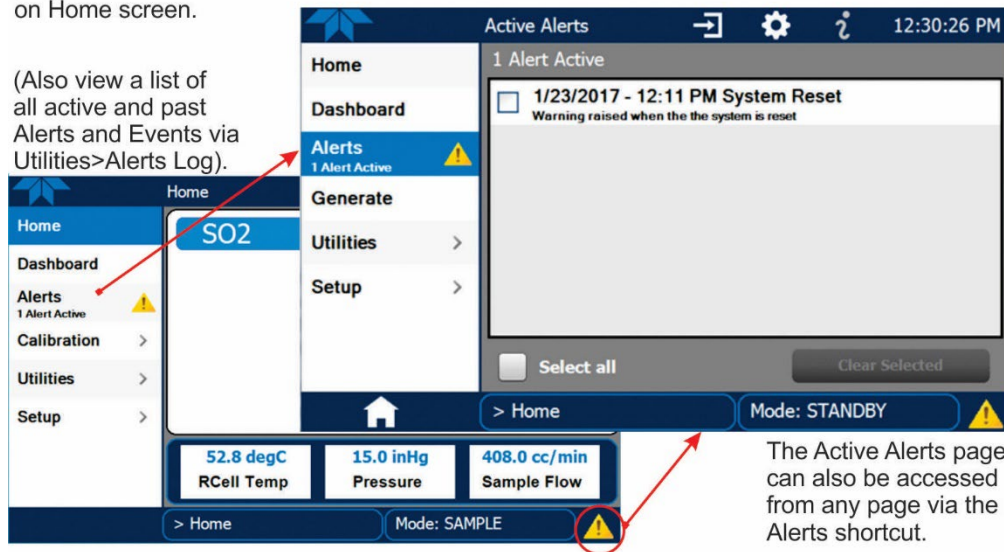 on Home screen.
(Also view a list of
all active and past
Alerts and Events via
Utilities>Alerts Log).
Active Alerts
12:30:26 PM
Home
Dashboard
Alerts
1 Alert Active
Generate
Utilities >
Setup >
1 Alert Active
1/23/2017 - 12:11 PM System Reset
Warning raised when the the system is reset
Select all
Clear Selected
> Home
Mode: STANDBY
Home
Home
Dashboard
Alerts
1 Alert Active
Calibration >
Utilities >
Setup >
SO2
52.8 degC
RCell Temp
15.0 inHg
Pressure
408.0 cc/min
Sample Flow
> Home
Mode: SAMPLE
The Active Alerts page
can also be accessed
from any page via the
Alerts shortcut.